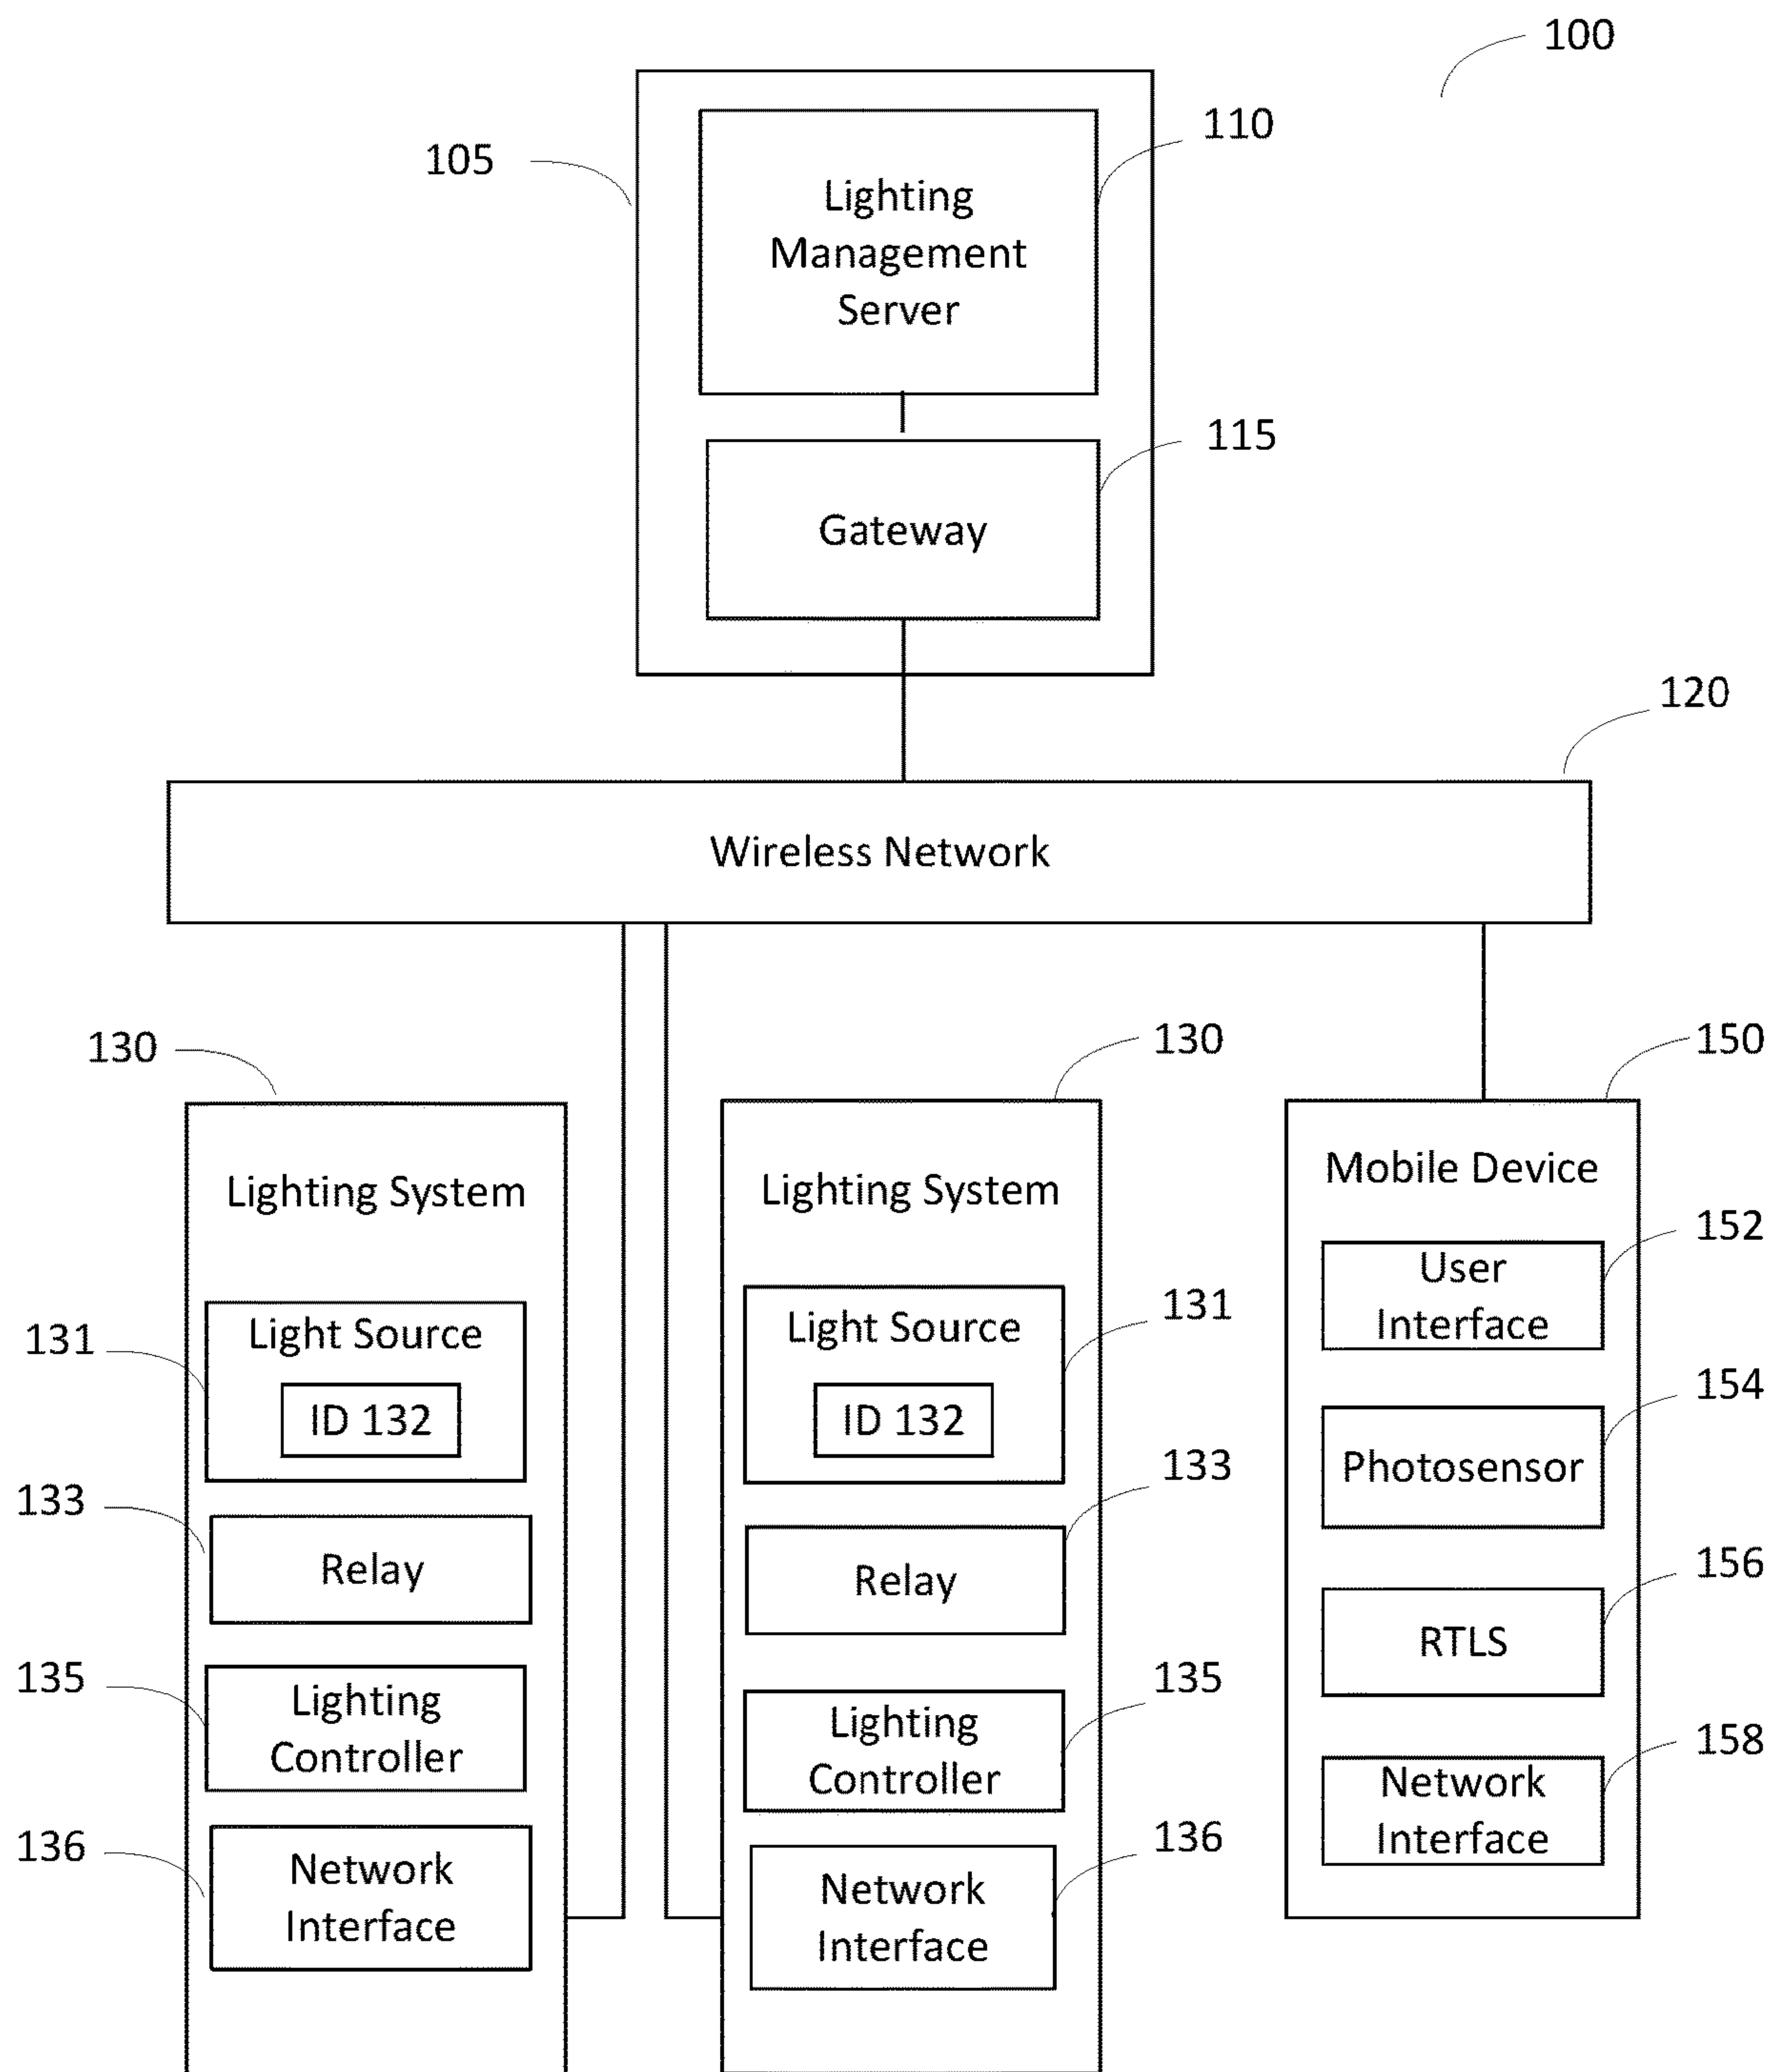 100
105
110
Lighting
Management
Server
115
Gateway
120
Wireless Network
130
Lighting System
131
Light Source
ID 132
133
Relay
135
Lighting
Controller
136
Network
Interface
130
Lighting System
131
Light Source
ID 132
133
Relay
135
Lighting
Controller
136
Network
Interface
150
Mobile Device
152
User
Interface
154
Photosensor
156
RTLS
158
Network
Interface